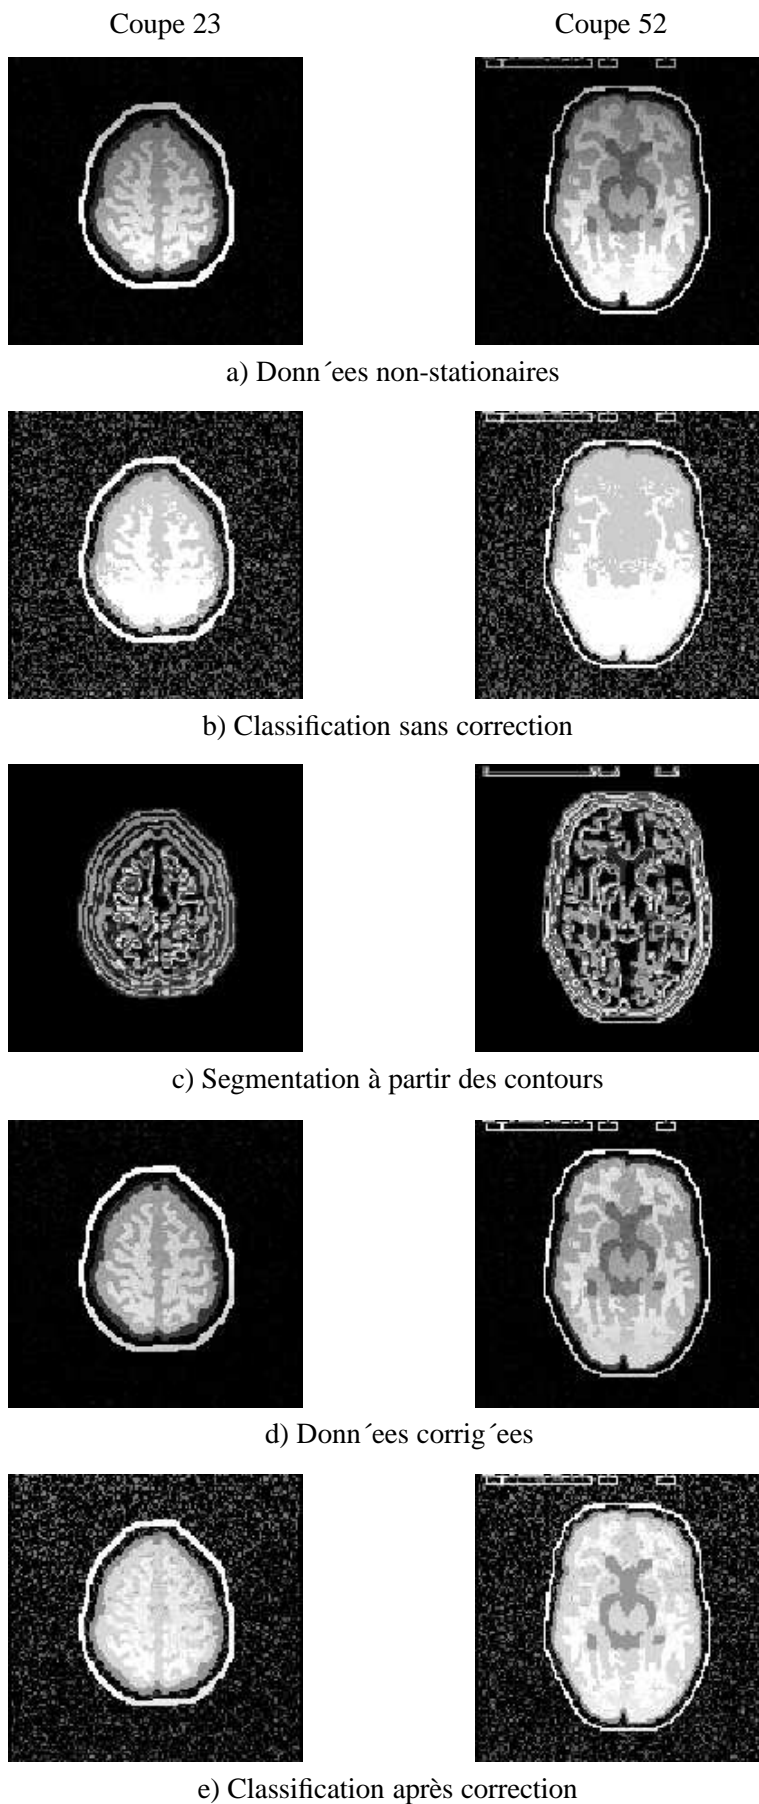 Coupe 23
Coupe 52
a) Donn´ees non-stationaires
b) Classification sans correction
c) Segmentation à partir des contours
d) Donn´ees corrig´ees
e) Classification après correction